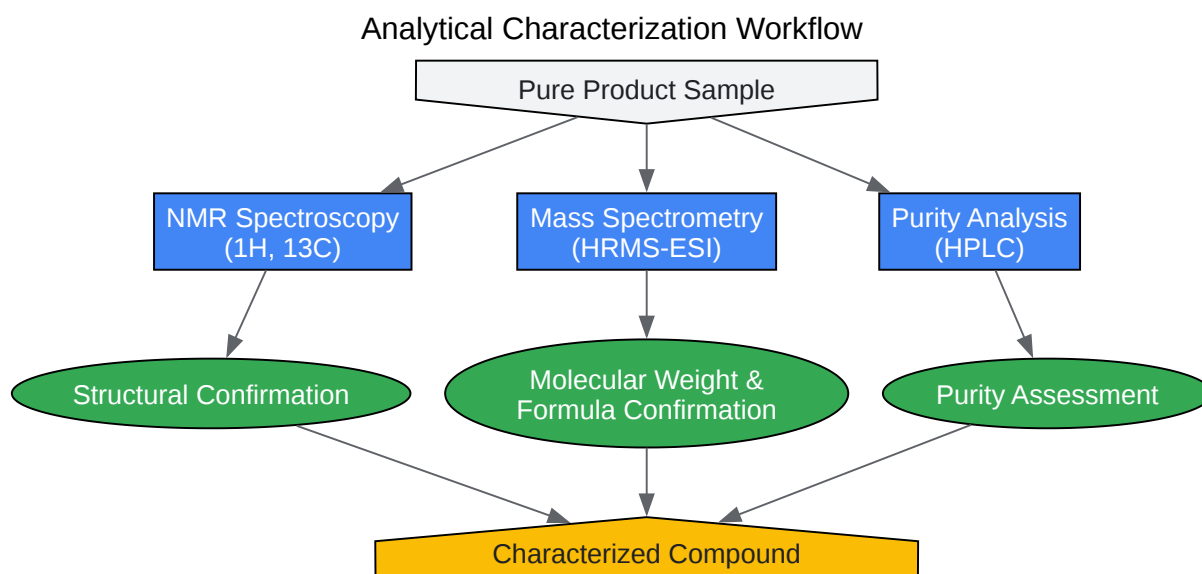 Analytical Characterization Workflow
Pure Product Sample
NMR Spectroscopy
(1H, 13C)
Mass Spectrometry
(HRMS-ESI)
Purity Analysis
(HPLC)
Structural Confirmation
Molecular Weight &
Formula Confirmation
Purity Assessment
Characterized Compound